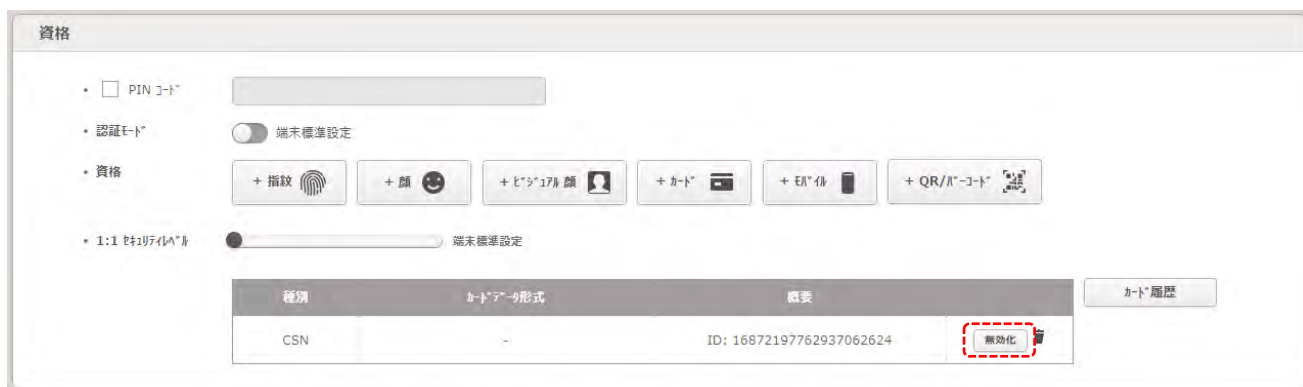 資格
• PIN ｺｰﾄﾞ
• 認証ﾓｰﾄﾞ 端末標準設定
• 資格 + 指紋 + 顔 + ﾋﾞｼﾞｭｱﾙ 顔 + ｶｰﾄﾞ + ﾓﾊﾞｲﾙ + QR/ﾊﾞｰｺｰﾄﾞ
• 1:1 ｾｷｭﾘﾃｨﾚﾍﾞﾙ 端末標準設定
種別 ｶｰﾄﾞﾃﾞｰﾀ形式 概要 ｶｰﾄﾞ履歴
CSN - ID: 16872197762937062624 無効化